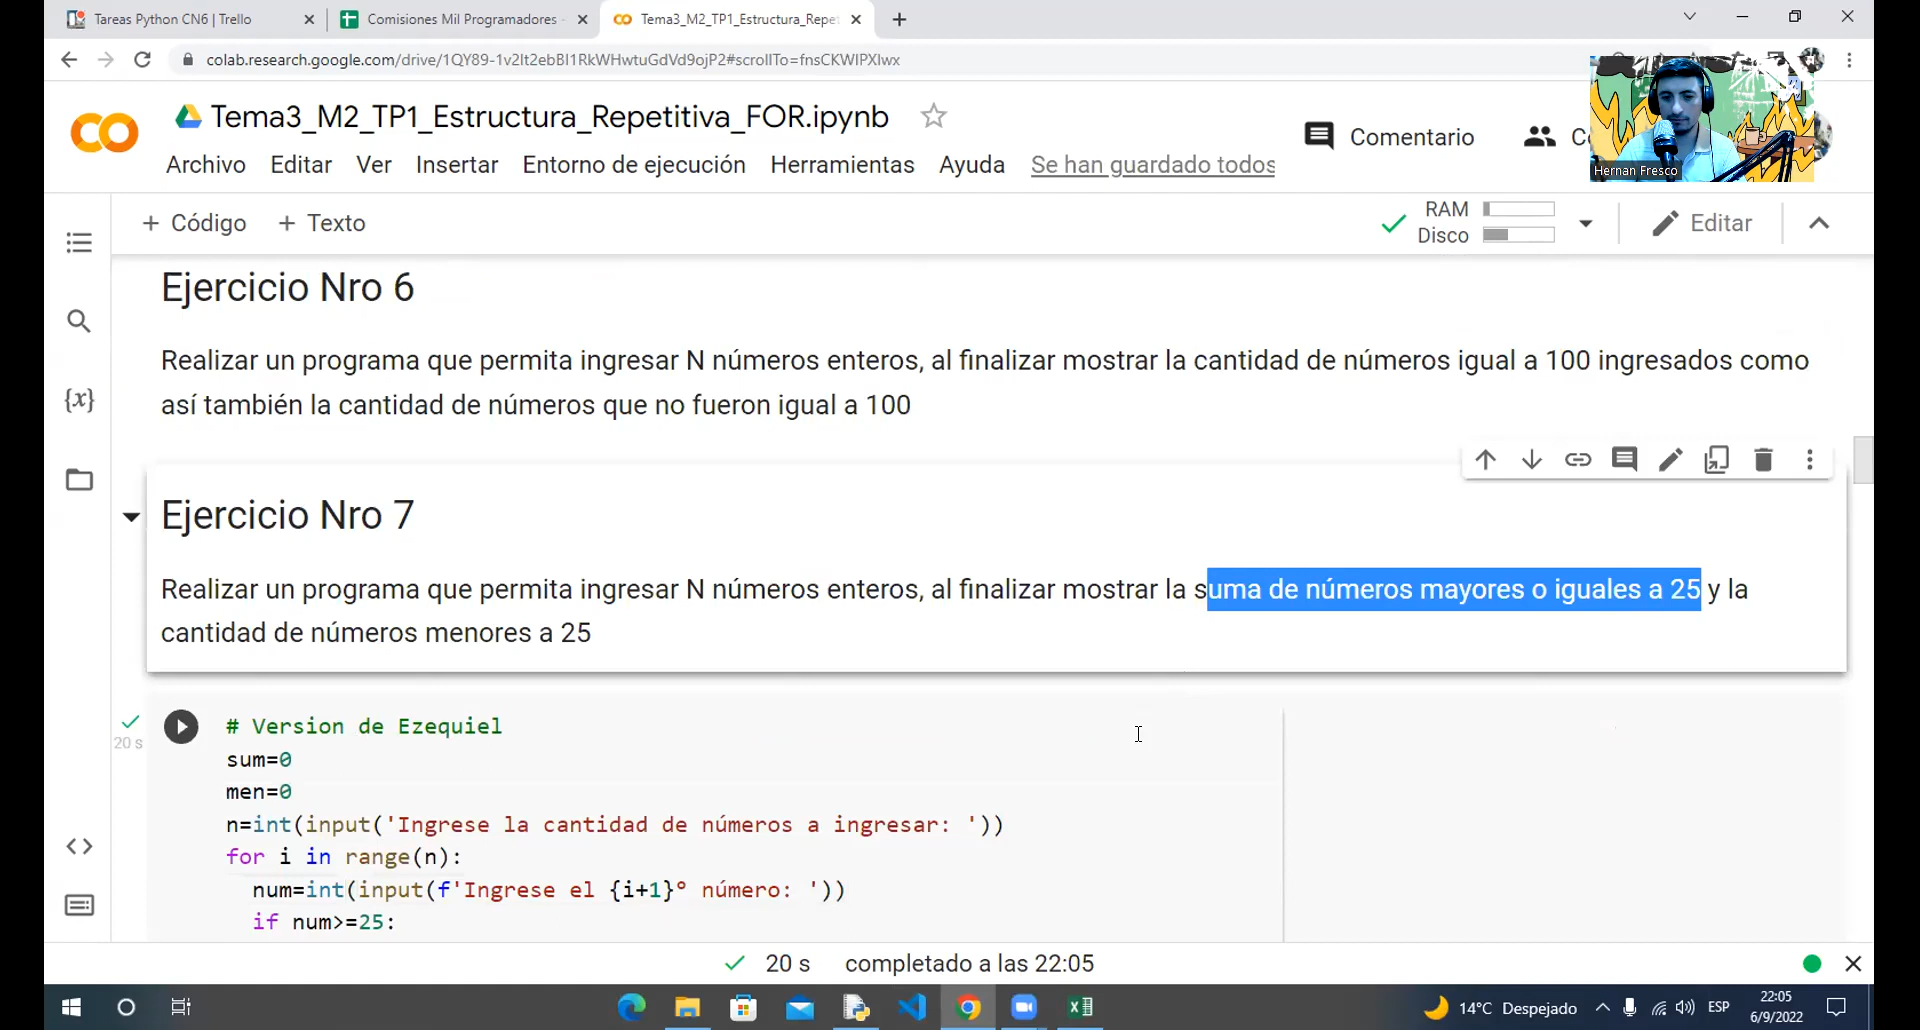 Tareas Python CN6 | Trello
Comisiones Mil Programadores -
Tema3_M2_TP1_Estructura_Repet
colab.research.google.com/drive/1QY89-1v2lt2ebBl1RkWHwtuGdVd9ojP2#scrollTo=fnsCKWlPXlwx
Tema3_M2_TP1_Estructura_Repetitiva_FOR.ipynb
Comentario
Archivo Editar Ver Insertar Entorno de ejecución Herramientas Ayuda Se han guardado todos
Hernan Fresco
+ Código + Texto
RAM
Disco
Editar
Ejercicio Nro 6
Realizar un programa que permita ingresar N números enteros, al finalizar mostrar la cantidad de números igual a 100 ingresados como
así también la cantidad de números que no fueron igual a 100
Ejercicio Nro 7
Realizar un programa que permita ingresar N números enteros, al finalizar mostrar la suma de números mayores o iguales a 25 y la
cantidad de números menores a 25
20 s
# Version de Ezequiel
sum=0
men=0
n=int(input('Ingrese la cantidad de números a ingresar: '))
for i in range(n):
num=int(input(f'Ingrese el {i+1}° número: '))
if num>=25:
20 s completado a las 22:05
14°C Despejado
ESP
22:05
6/9/2022